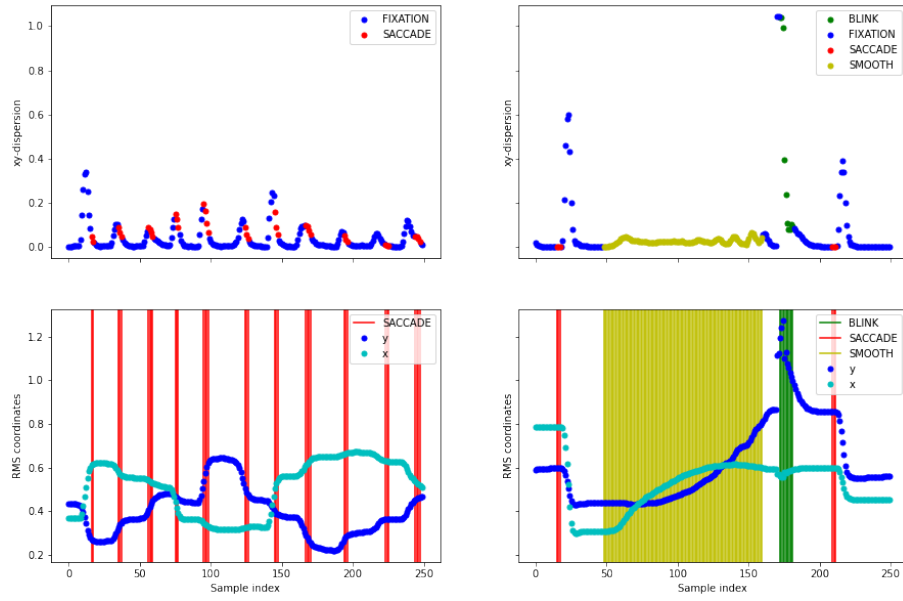 1.0
0.8
0.6
0.4
0.2
0.0
xy-dispersion
FIXATION
SACCADE
xy-dispersion
BLINK
FIXATION
SACCADE
SMOOTH
1.2
1.0
0.8
0.6
0.4
0.2
RMS coordinates
SACCADE
y
x
0
50
100
150
200
250
Sample index
RMS coordinates
BLINK
SACCADE
SMOOTH
y
x
0
50
100
150
200
250
Sample index